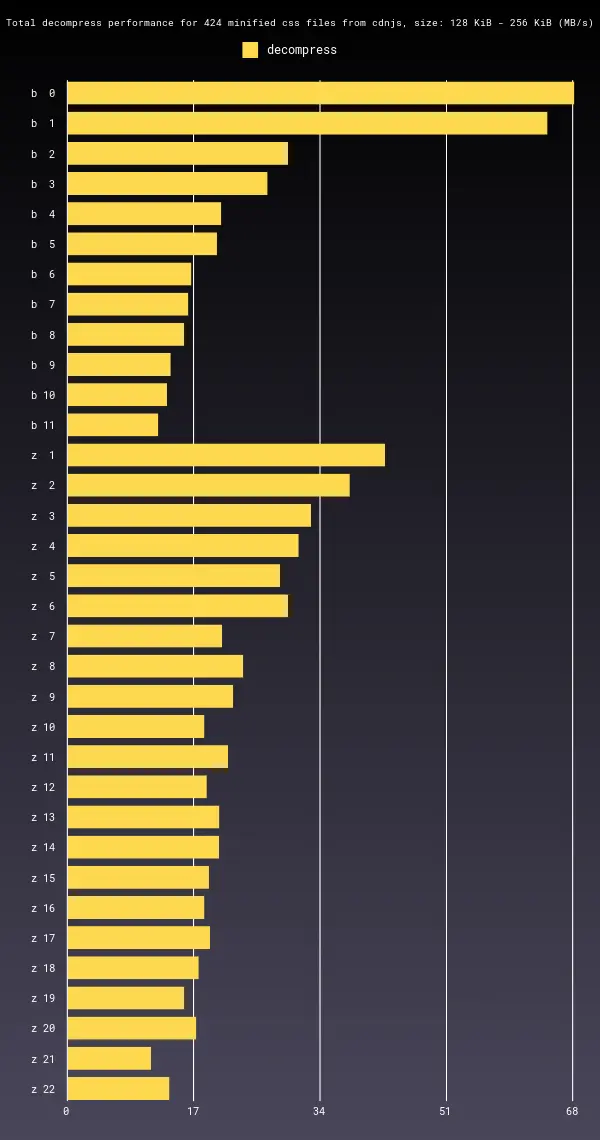 Total decompress performance for 424 minified css files from cdnjs, size: 128 KiB - 256 KiB (MB/s)
decompress
b 0
b 1
b 2
b 3
b 4
b 5
b 6
b 7
b 8
b 9
b 10
b 11
z 1
z 2
z 3
z 4
z 5
z 6
z 7
z 8
z 9
z 10
z 11
z 12
z 13
z 14
z 15
z 16
z 17
z 18
z 19
z 20
z 21
z 22
0 17 34 51 68